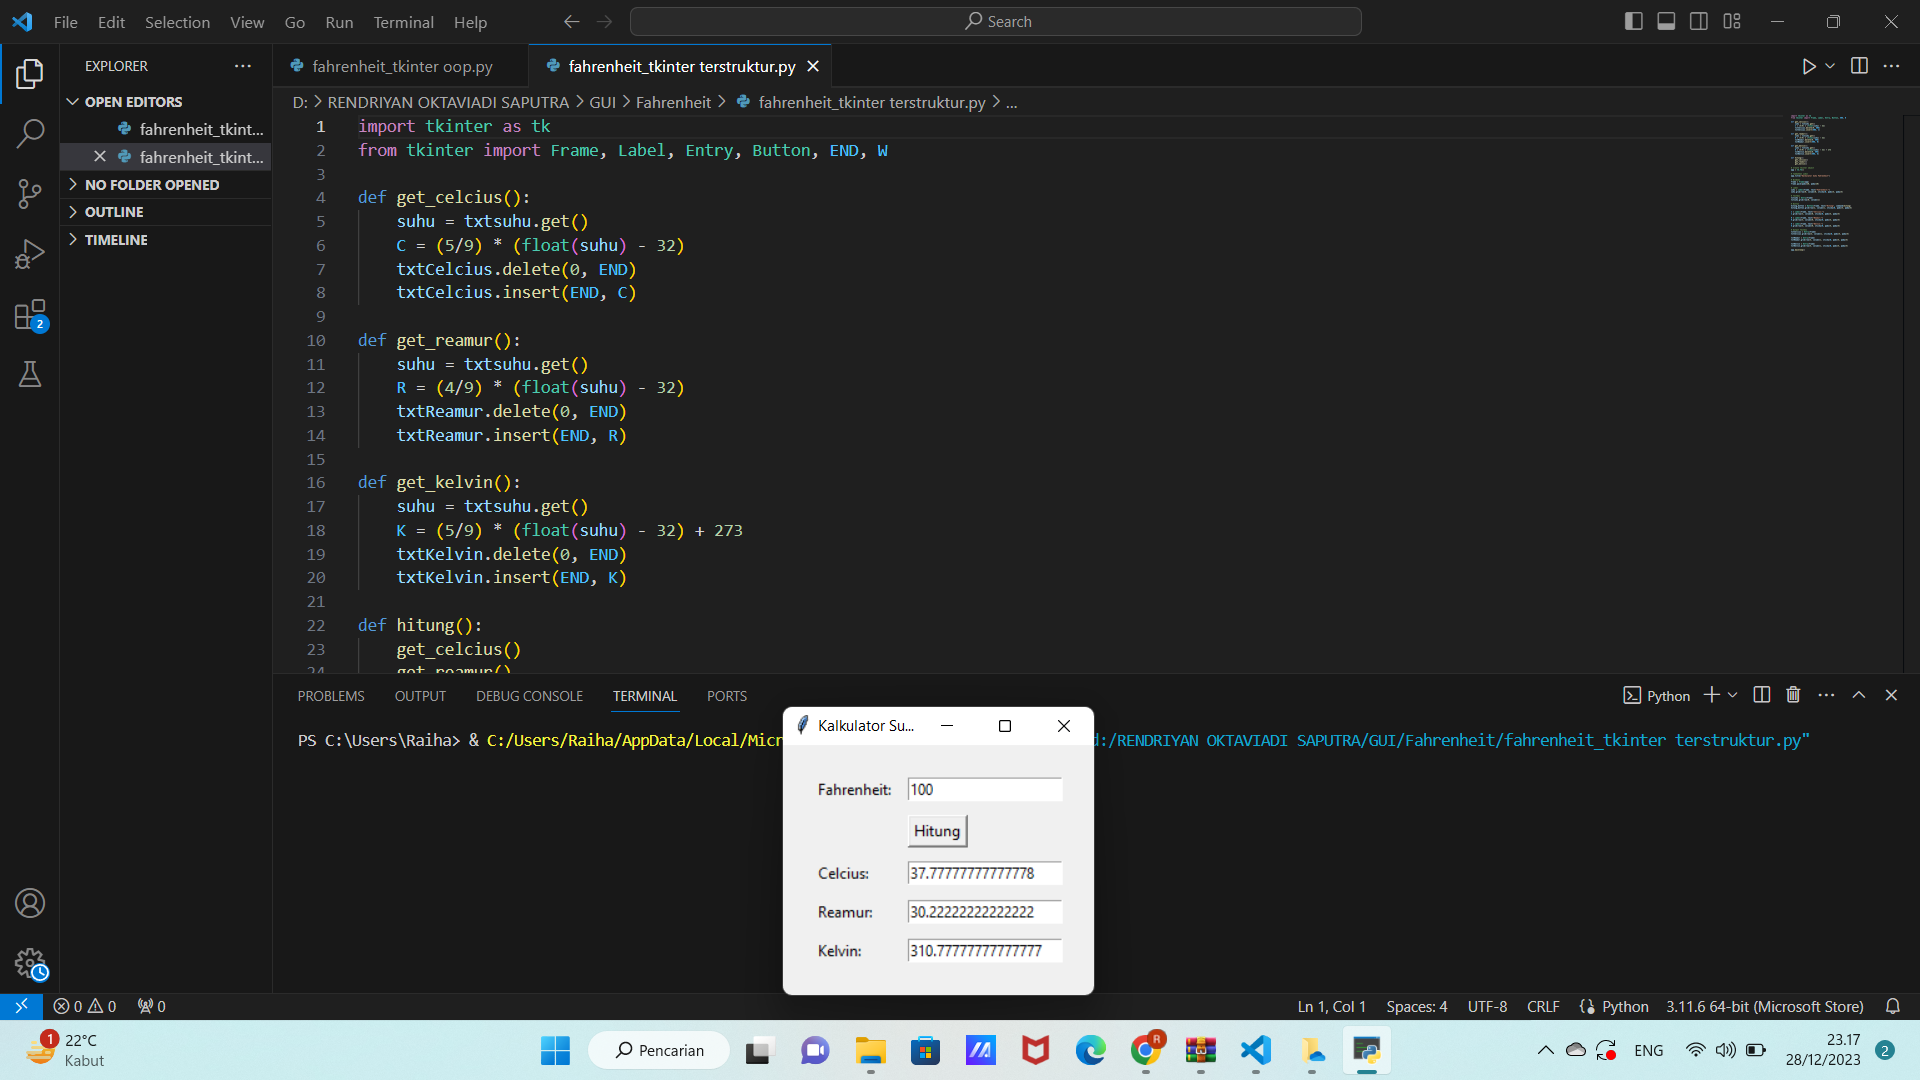 File Edit Selection View Go Run Terminal Help
Search
EXPLORER
fahrenheit_tkinter oop.py
fahrenheit_tkinter terstruktur.py
OPEN EDITORS
fahrenheit_tkint...
fahrenheit_tkint...
NO FOLDER OPENED
OUTLINE
TIMELINE
2
D: > RENDRIYAN OKTAVIADI SAPUTRA > GUI > Fahrenheit > fahrenheit_tkinter terstruktur.py > ...
1 import tkinter as tk
2 from tkinter import Frame, Label, Entry, Button, END, W
3
4 def get_celcius():
5 suhu = txtsuhu.get()
6 C = (5/9) * (float(suhu) - 32)
7 txtCelcius.delete(0, END)
8 txtCelcius.insert(END, C)
9
10 def get_reamur():
11 suhu = txtsuhu.get()
12 R = (4/9) * (float(suhu) - 32)
13 txtReamur.delete(0, END)
14 txtReamur.insert(END, R)
15
16 def get_kelvin():
17 suhu = txtsuhu.get()
18 K = (5/9) * (float(suhu) - 32) + 273
19 txtKelvin.delete(0, END)
20 txtKelvin.insert(END, K)
21
22 def hitung():
23 get_celcius()
24 get_reamur()
PROBLEMS OUTPUT DEBUG CONSOLE TERMINAL PORTS
Python
PS C:\Users\Raiha> & C:/Users/Raiha/AppData/Local/Micr
d:/RENDRIYAN OKTAVIADI SAPUTRA/GUI/Fahrenheit/fahrenheit_tkinter terstruktur.py"
Kalkulator Su...
Fahrenheit: 100
Hitung
Celcius: 37.77777777777778
Reamur: 30.22222222222222
Kelvin: 310.77777777777777
0 0 0
Ln 1, Col 1 Spaces: 4 UTF-8 CRLF Python 3.11.6 64-bit (Microsoft Store)
1
22°C
Kabut
Pencarian
R
ENG
23.17
28/12/2023
2